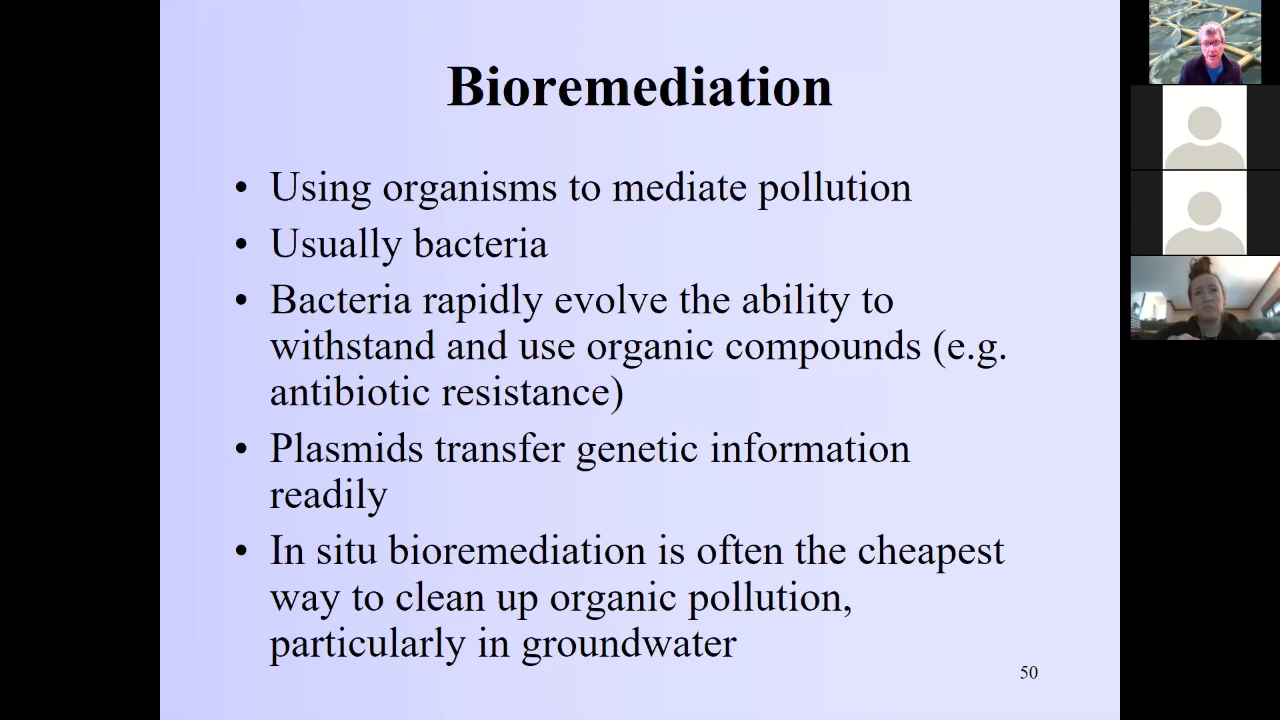 Bioremediation
• Using organisms to mediate pollution
• Usually bacteria
• Bacteria rapidly evolve the ability to
withstand and use organic compounds (e.g.
antibiotic resistance)
• Plasmids transfer genetic information
readily
• In situ bioremediation is often the cheapest
way to clean up organic pollution,
particularly in groundwater
50